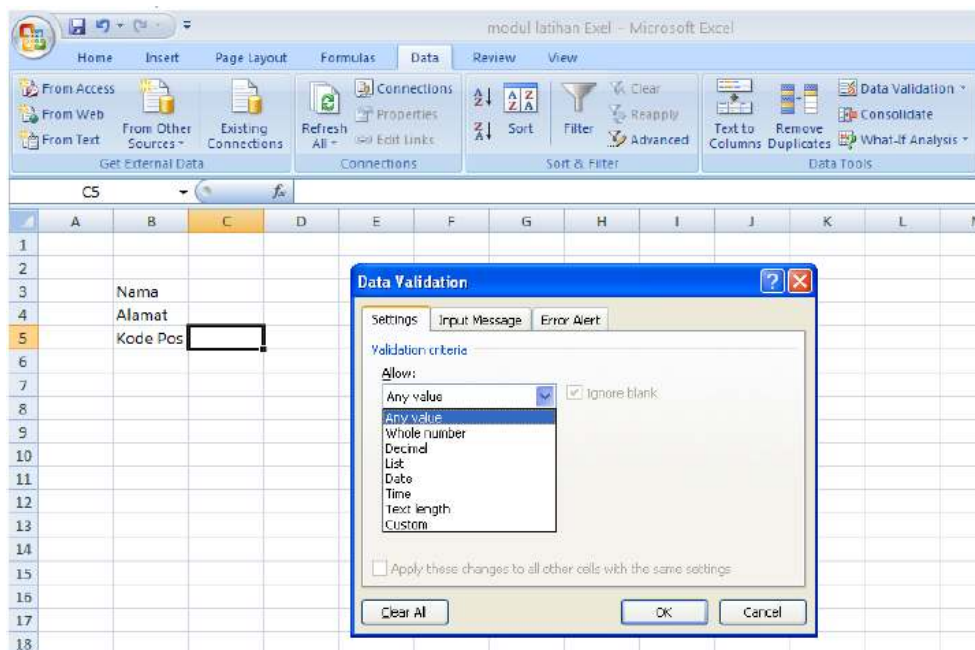 modul latihan Exel - Microsoft Excel
Home Insert Page Layout Formulas Data Review View
From Access
From Web
From Text
From Other Sources
Existing Connections
Get External Data
Refresh All
Connections
Properties
Edit Links
Connections
A Z
Z A
A Z Z A
Sort
Filter
Clear
Reapply
Advanced
Sort & Filter
Text to Columns
Remove Duplicates
Data Validation
Consolidate
What-If Analysis
Data Tools
C5 fx
A B C D E F G H I J K L
1
2
3 Nama
4 Alamat
5 Kode Pos
6
7
8
9
10
11
12
13
14
15
16
17
18
Data Validation ?
Settings Input Message Error Alert
Validation criteria
Allow:
Any value Ignore blank
Any value
Whole number
Decimal
List
Date
Time
Text length
Custom
Apply these changes to all other cells with the same settings
Clear All OK Cancel